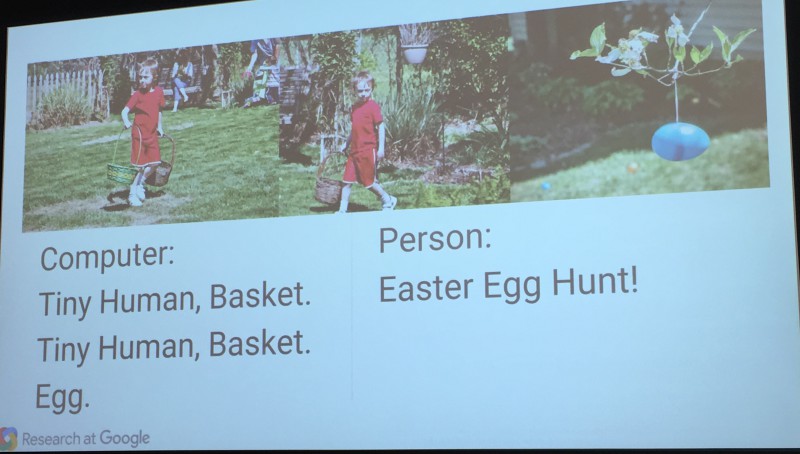 Computer:
Tiny Human, Basket.
Tiny Human, Basket.
Egg.
Person:
Easter Egg Hunt!
Research at Google